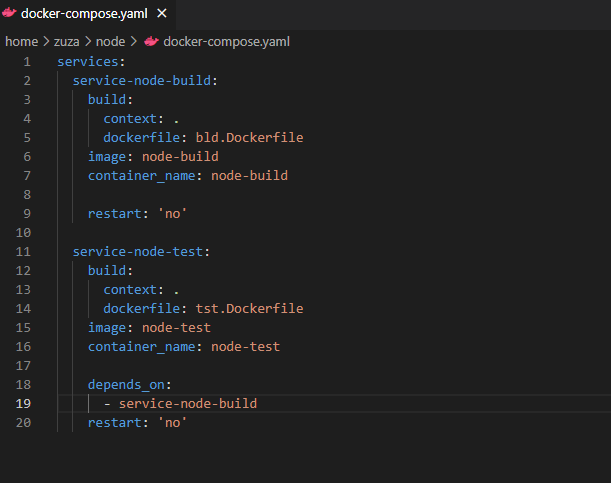 docker-compose.yaml ×
home > zuza > node > docker-compose.yaml
1 services:
2   service-node-build:
3     build:
4       context: .
5       dockerfile: bld.Dockerfile
6     image: node-build
7     container_name: node-build
8
9     restart: 'no'
10
11   service-node-test:
12     build:
13       context: .
14       dockerfile: tst.Dockerfile
15     image: node-test
16     container_name: node-test
17
18     depends_on:
19       - service-node-build
20     restart: 'no'